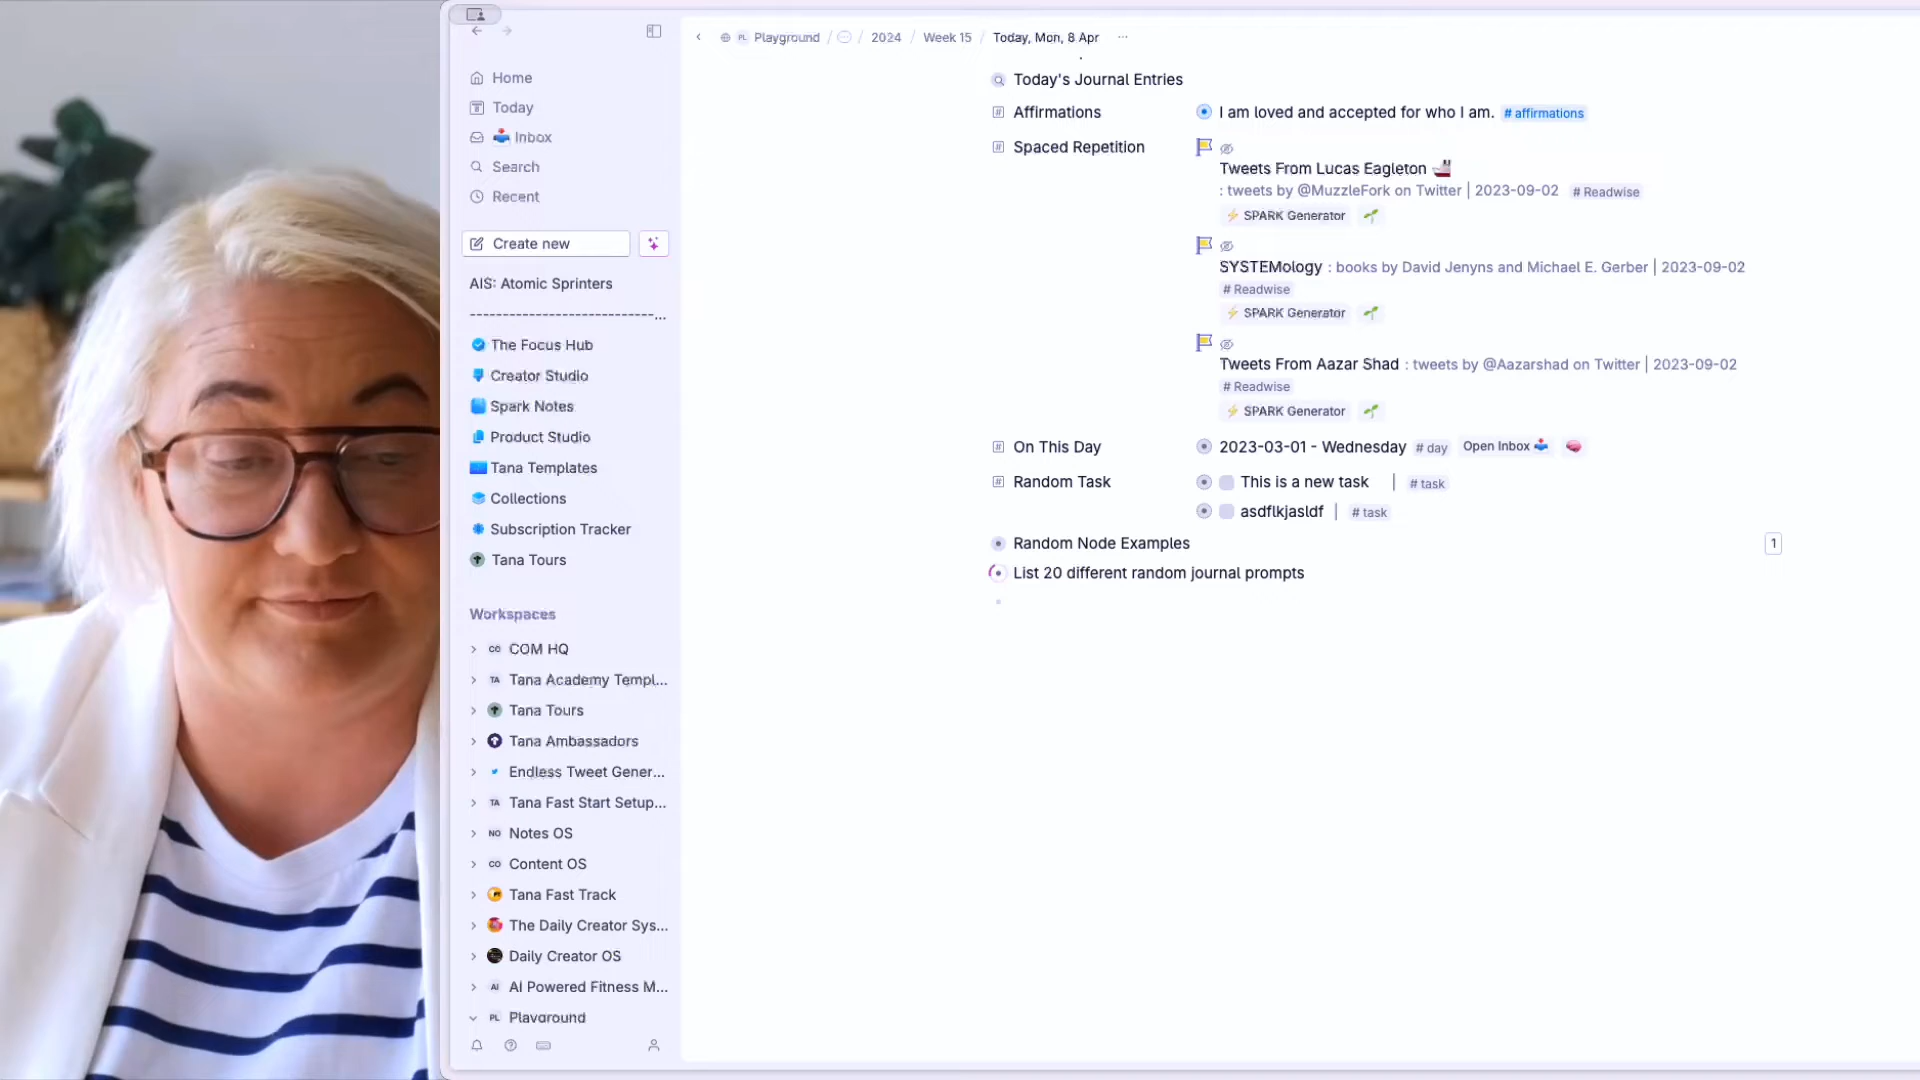 Home
Today
Inbox
Search
Recent
Create new
AIS: Atomic Sprinters
----------------------------...
The Focus Hub
Creator Studio
Spark Notes
Product Studio
Tana Templates
Collections
Subscription Tracker
Tana Tours
Workspaces
CO COM HQ
TA Tana Academy Templ...
Tana Tours
Tana Ambassadors
Endless Tweet Gener...
TA Tana Fast Start Setup...
NO Notes OS
CO Content OS
Tana Fast Track
The Daily Creator Sys...
Daily Creator OS
AI AI Powered Fitness M...
PL Playground
PL Playground / / 2024 / Week 15 / Today, Mon, 8 Apr ...
Today's Journal Entries
Affirmations
I am loved and accepted for who I am. # affirmations
Spaced Repetition
Tweets From Lucas Eagleton
: tweets by @MuzzleFork on Twitter | 2023-09-02 # Readwise
SPARK Generator
SYSTEMology : books by David Jenyns and Michael E. Gerber | 2023-09-02
# Readwise
SPARK Generator
Tweets From Aazar Shad : tweets by @Aazarshad on Twitter | 2023-09-02
# Readwise
SPARK Generator
On This Day
2023-03-01 - Wednesday # day Open Inbox
Random Task
This is a new task | # task
asdflkjasldf | # task
Random Node Examples 1
List 20 different random journal prompts